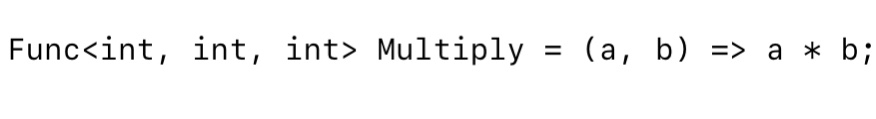 Func<int, int, int> Multiply = (a, b) => a * b;